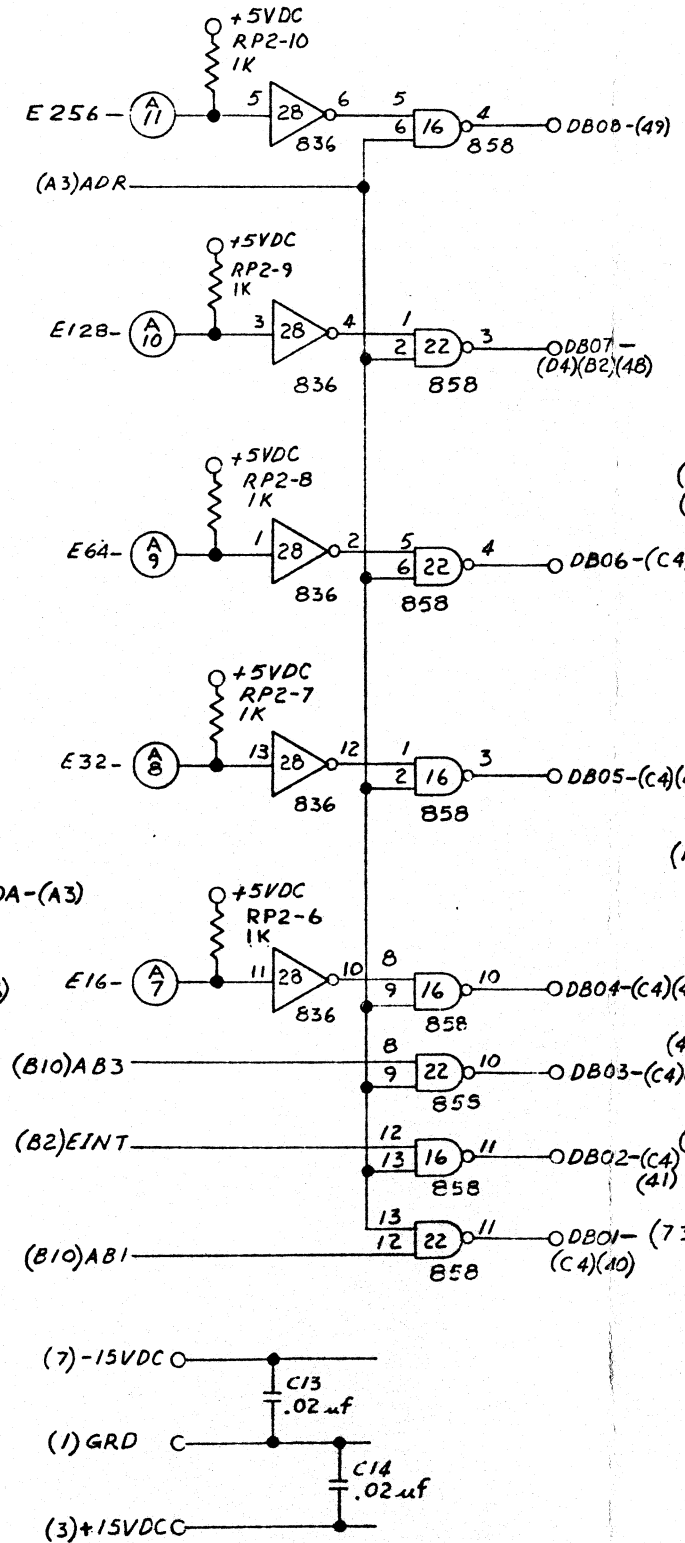 +5VDC
RP2-10
1K
E256- A 11 5 28 6 5 6 16 4 DB08-(49)
836 858
(A3)ADR
+5VDC
RP2-9
1K
E128- A 10 3 28 4 1 2 22 3 DB07-
(D4)(B2)(48)
836 858
+5VDC
RP2-8
1K
E64- A 9 1 28 2 5 6 22 4 DB06-(C4)
836 858
+5VDC
RP2-7
1K
E32- A 8 13 28 12 1 2 16 3 DB05-(C4)(
836 858
DA-(A3)
+5VDC
RP2-6
1K
E16- A 7 11 28 10 8 9 16 10 DB04-(C4)(4
836 858
(B10)AB3 8 9 22 10 DB03-(C4)
(4
858
(B2)EINT 12 13 16 11 DB02-(C4)
(41)
858
13 12 22 11 DB01- (73
(C4)(40)
(B10)AB1 858
(7)-15VDC
C13
.02uf
(1)GRD
C14
.02uf
(3)+15VDC